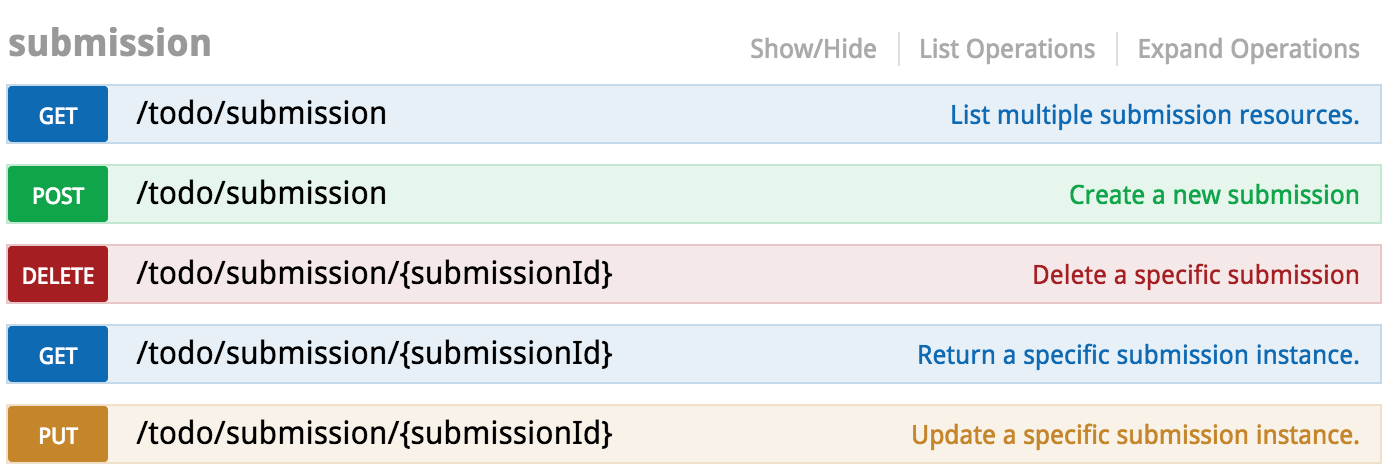 submission Show/Hide List Operations Expand Operations
GET /todo/submission List multiple submission resources.
POST /todo/submission Create a new submission
DELETE /todo/submission/{submissionId} Delete a specific submission
GET /todo/submission/{submissionId} Return a specific submission instance.
PUT /todo/submission/{submissionId} Update a specific submission instance.